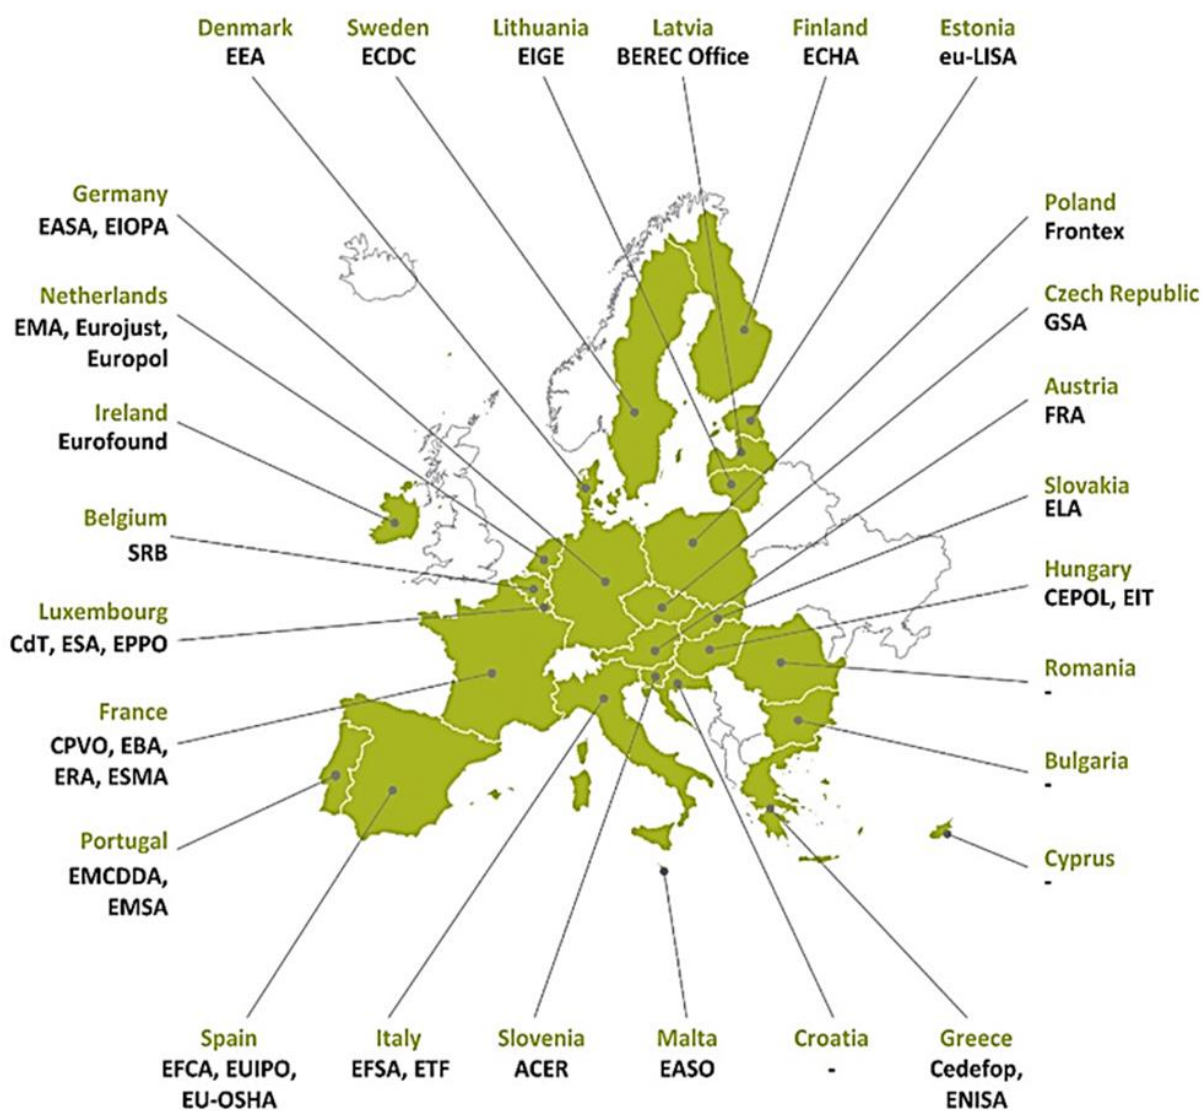 Denmark
EEA
Sweden
ECDC
Lithuania
EIGE
Latvia
BEREC Office
Finland
ECHA
Estonia
eu-LISA
Germany
EASA, EIOPA
Netherlands
EMA, Eurojust,
Europol
Ireland
Eurofound
Belgium
SRB
Luxembourg
CdT, ESA, EPPO
France
CPVO, EBA,
ERA, ESMA
Portugal
EMCDDA,
EMSA
Poland
Frontex
Czech Republic
GSA
Austria
FRA
Slovakia
ELA
Hungary
CEPOL, EIT
Romania
-
Bulgaria
-
Cyprus
-
Spain
EFCA, EUIPO,
EU-OSHA
Italy
EFSA, ETF
Slovenia
ACER
Malta
EASO
Croatia
-
Greece
Cedefop,
ENISA